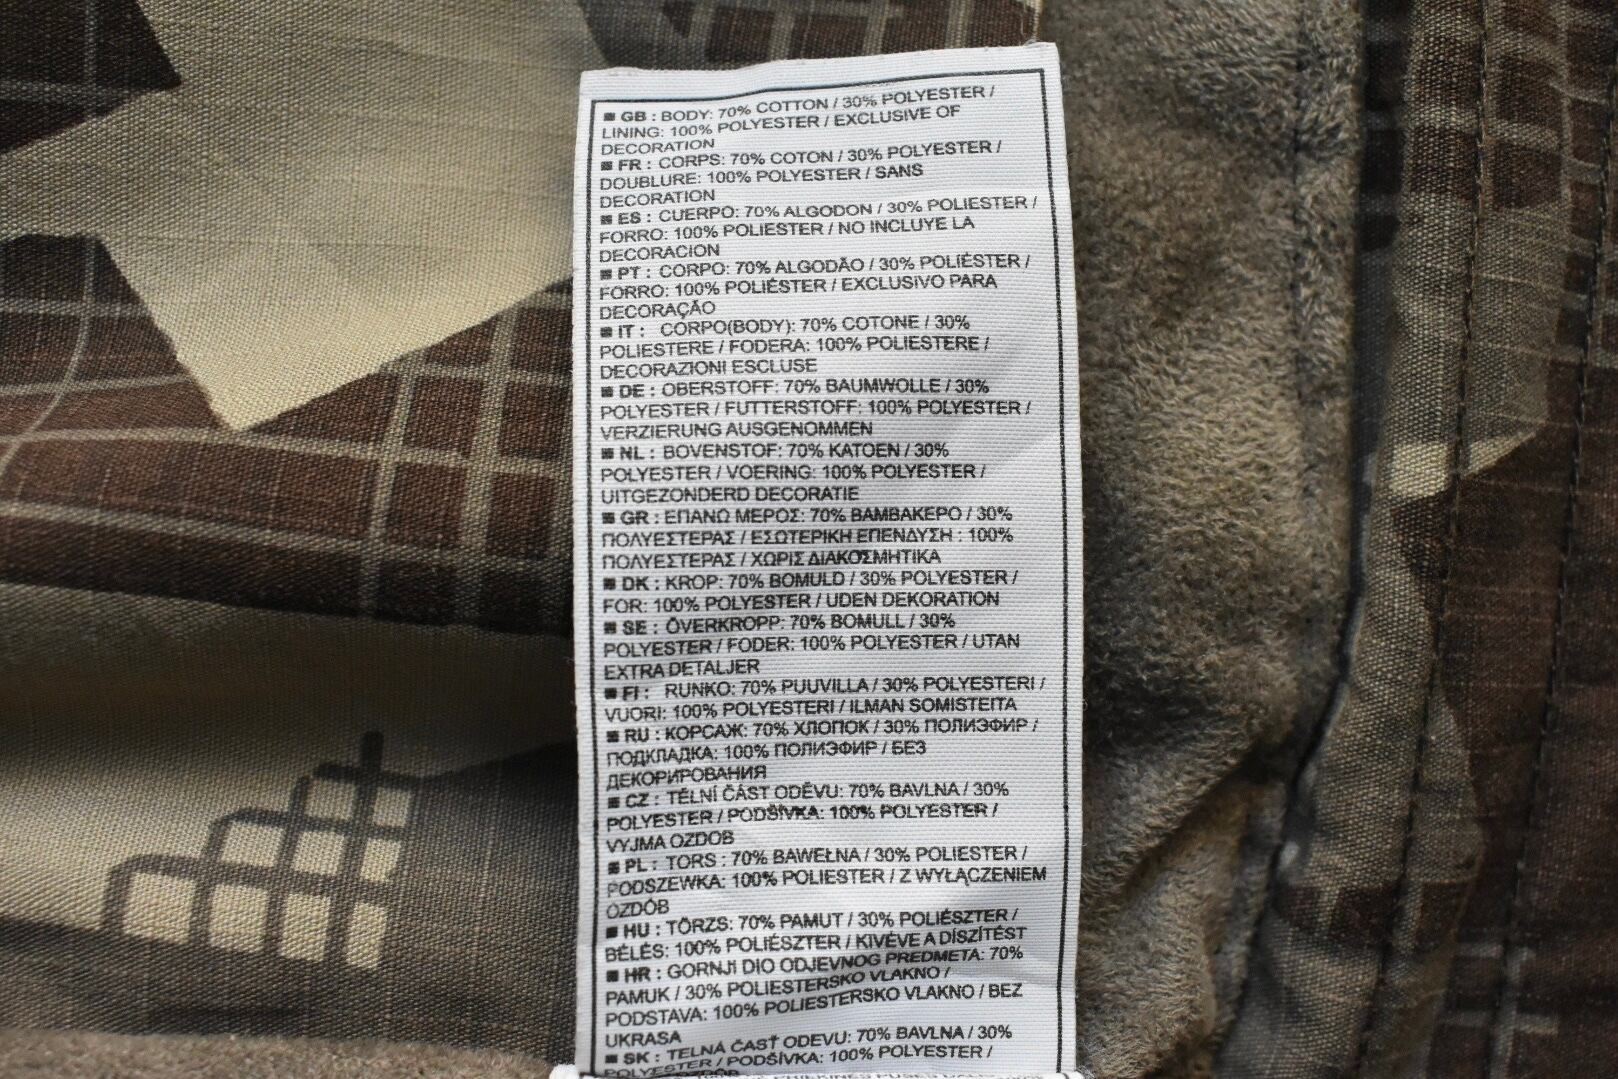 ■ GB : BODY: 70% COTTON / 30% POLYESTER /
LINING: 100% POLYESTER / EXCLUSIVE OF
DECORATION
■ FR : CORPS: 70% COTON / 30% POLYESTER /
DOUBLURE: 100% POLYESTER / SANS
DECORATION
■ ES : CUERPO: 70% ALGODON / 30% POLIESTER /
FORRO: 100% POLIESTER / NO INCLUYE LA
DECORACION
■ PT : CORPO: 70% ALGODÃO / 30% POLIÉSTER /
FORRO: 100% POLIÉSTER / EXCLUSIVO PARA
DECORAÇÃO
■ IT : CORPO(BODY): 70% COTONE / 30%
POLIESTERE / FODERA: 100% POLIESTERE /
DECORAZIONI ESCLUSE
■ DE : OBERSTOFF: 70% BAUMWOLLE / 30%
POLYESTER / FUTTERSTOFF: 100% POLYESTER /
VERZIERUNG AUSGENOMMEN
■ NL : BOVENSTOF: 70% KATOEN / 30%
POLYESTER / VOERING: 100% POLYESTER /
UITGEZONDERD DECORATIE
■ GR : ΕΠΑΝΩ ΜΕΡΟΣ: 70% ΒΑΜΒΑΚΕΡΟ / 30%
ΠΟΛΥΕΣΤΕΡΑΣ / ΕΣΩΤΕΡΙΚΗ ΕΠΕΝΔΥΣΗ : 100%
ΠΟΛΥΕΣΤΕΡΑΣ / ΧΩΡΙΣ ΔΙΑΚΟΣΜΗΤΙΚΑ
■ DK : KROP: 70% BOMULD / 30% POLYESTER /
FOR: 100% POLYESTER / UDEN DEKORATION
■ SE : ÖVERKROPP: 70% BOMULL / 30%
POLYESTER / FODER: 100% POLYESTER / UTAN
EXTRA DETALJER
■ FI : RUNKO: 70% PUUVILLA / 30% POLYESTERI /
VUORI: 100% POLYESTERI / ILMAN SOMISTEITA
■ RU : КОРСАЖ: 70% ХЛОПОК / 30% ПОЛИЭФИР /
ПОДКЛАДКА: 100% ПОЛИЭФИР / БЕЗ
ДЕКОРИРОВАНИЯ
■ CZ : TĚLNÍ ČÁST ODĚVU: 70% BAVLNA / 30%
POLYESTER / PODŠÍVKA: 100% POLYESTER /
VYJMA OZDOB
■ PL : TORS : 70% BAWEŁNA / 30% POLIESTER /
PODSZEWKA: 100% POLIESTER / Z WYŁĄCZENIEM
OZDÓB
■ HU : TÖRZS: 70% PAMUT / 30% POLIÉSZTER /
BÉLÉS: 100% POLIÉSZTER / KIVÉVE A DÍSZÍTÉST
■ HR : GORNJI DIO ODJEVNOG PREDMETA: 70%
PAMUK / 30% POLIESTERSKO VLAKNO /
PODSTAVA: 100% POLIESTERSKO VLAKNO / BEZ
UKRASA
■ SK : TELNÁ ČASŤ ODEVU: 70% BAVLNA / 30%
POLYESTER / PODŠÍVKA: 100% POLYESTER /